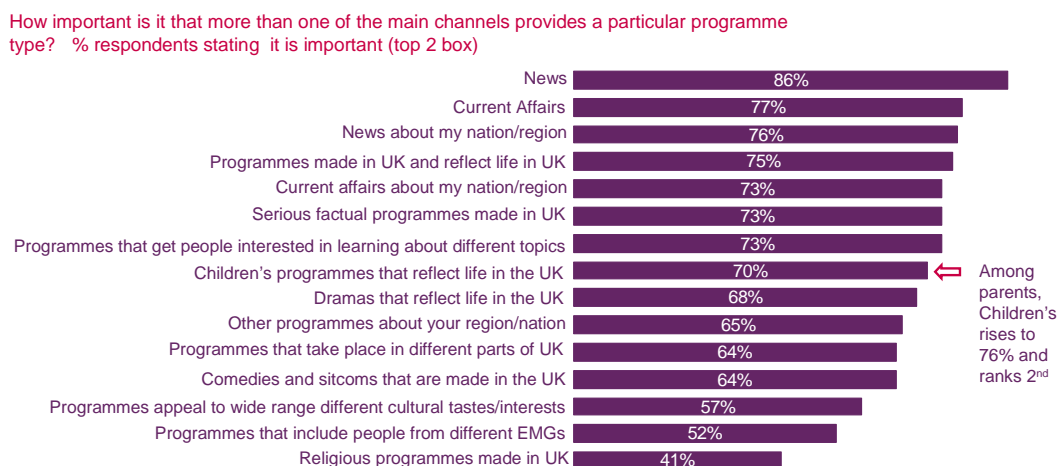 How important is it that more than one of the main channels provides a particular programme
type?   % respondents stating  it is important (top 2 box)
News 86%
Current Affairs 77%
News about my nation/region 76%
Programmes made in UK and reflect life in UK 75%
Current affairs about my nation/region 73%
Serious factual programmes made in UK 73%
Programmes that get people interested in learning about different topics 73%
Children's programmes that reflect life in the UK 70%
Dramas that reflect life in the UK 68%
Other programmes about your region/nation 65%
Programmes that take place in different parts of UK 64%
Comedies and sitcoms that are made in the UK 64%
Programmes appeal to wide range different cultural tastes/interests 57%
Programmes that include people from different EMGs 52%
Religious programmes made in UK 41%
Among
parents,
Children's
rises to
76% and
ranks 2nd